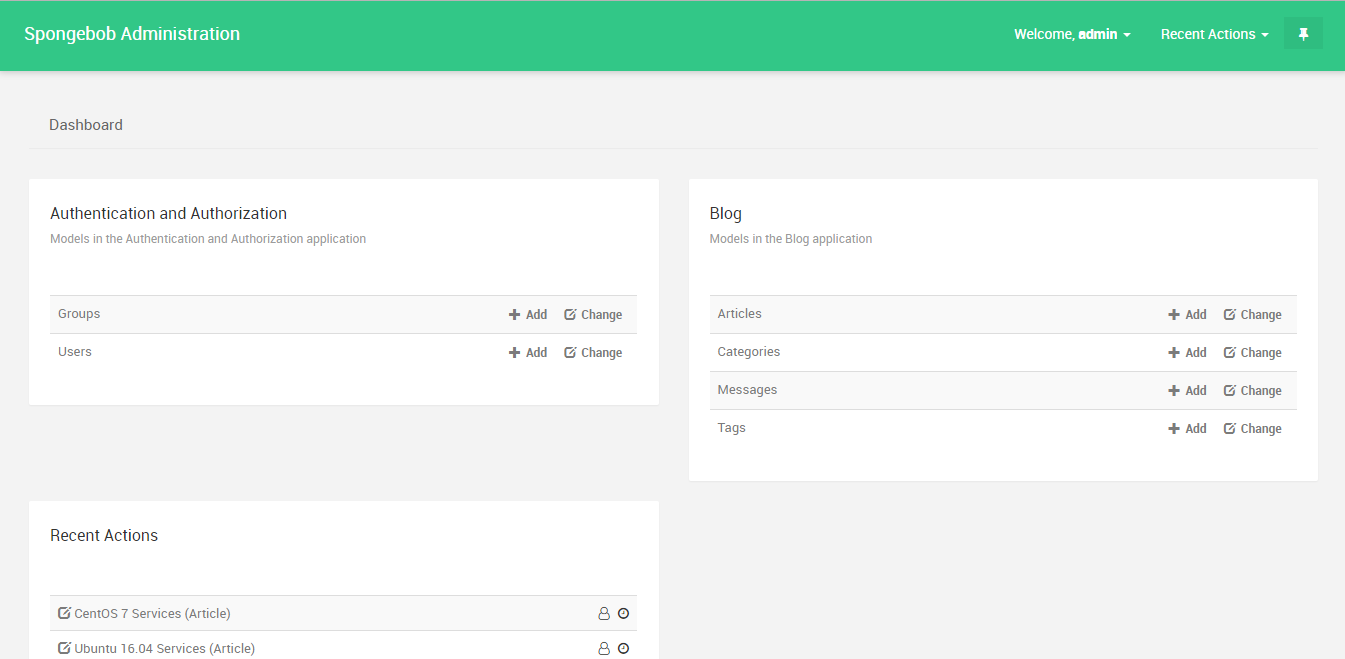 Spongebob Administration
Welcome, admin
Recent Actions
Dashboard
Authentication and Authorization
Models in the Authentication and Authorization application
Groups Add Change
Users Add Change
Blog
Models in the Blog application
Articles Add Change
Categories Add Change
Messages Add Change
Tags Add Change
Recent Actions
CentOS 7 Services (Article)
Ubuntu 16.04 Services (Article)